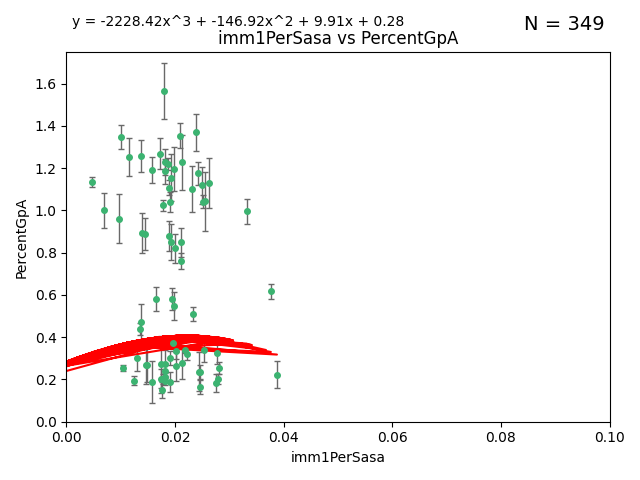 y = -2228.42x^3 + -146.92x^2 + 9.91x + 0.28
N = 349
imm1PerSasa vs PercentGpA
PercentGpA
1.6
1.4
1.2
1.0
0.8
0.6
0.4
0.2
0.0
0.00 0.02 0.04 0.06 0.08 0.10
imm1PerSasa